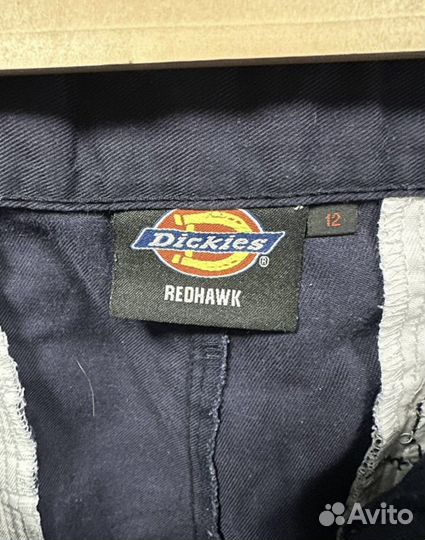 Dickies
®
REDHAWK
12
Avito